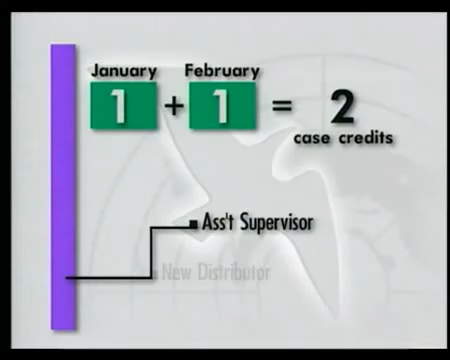 January February
1 + 1 = 2
case credits
Ass't Supervisor
New Distributor